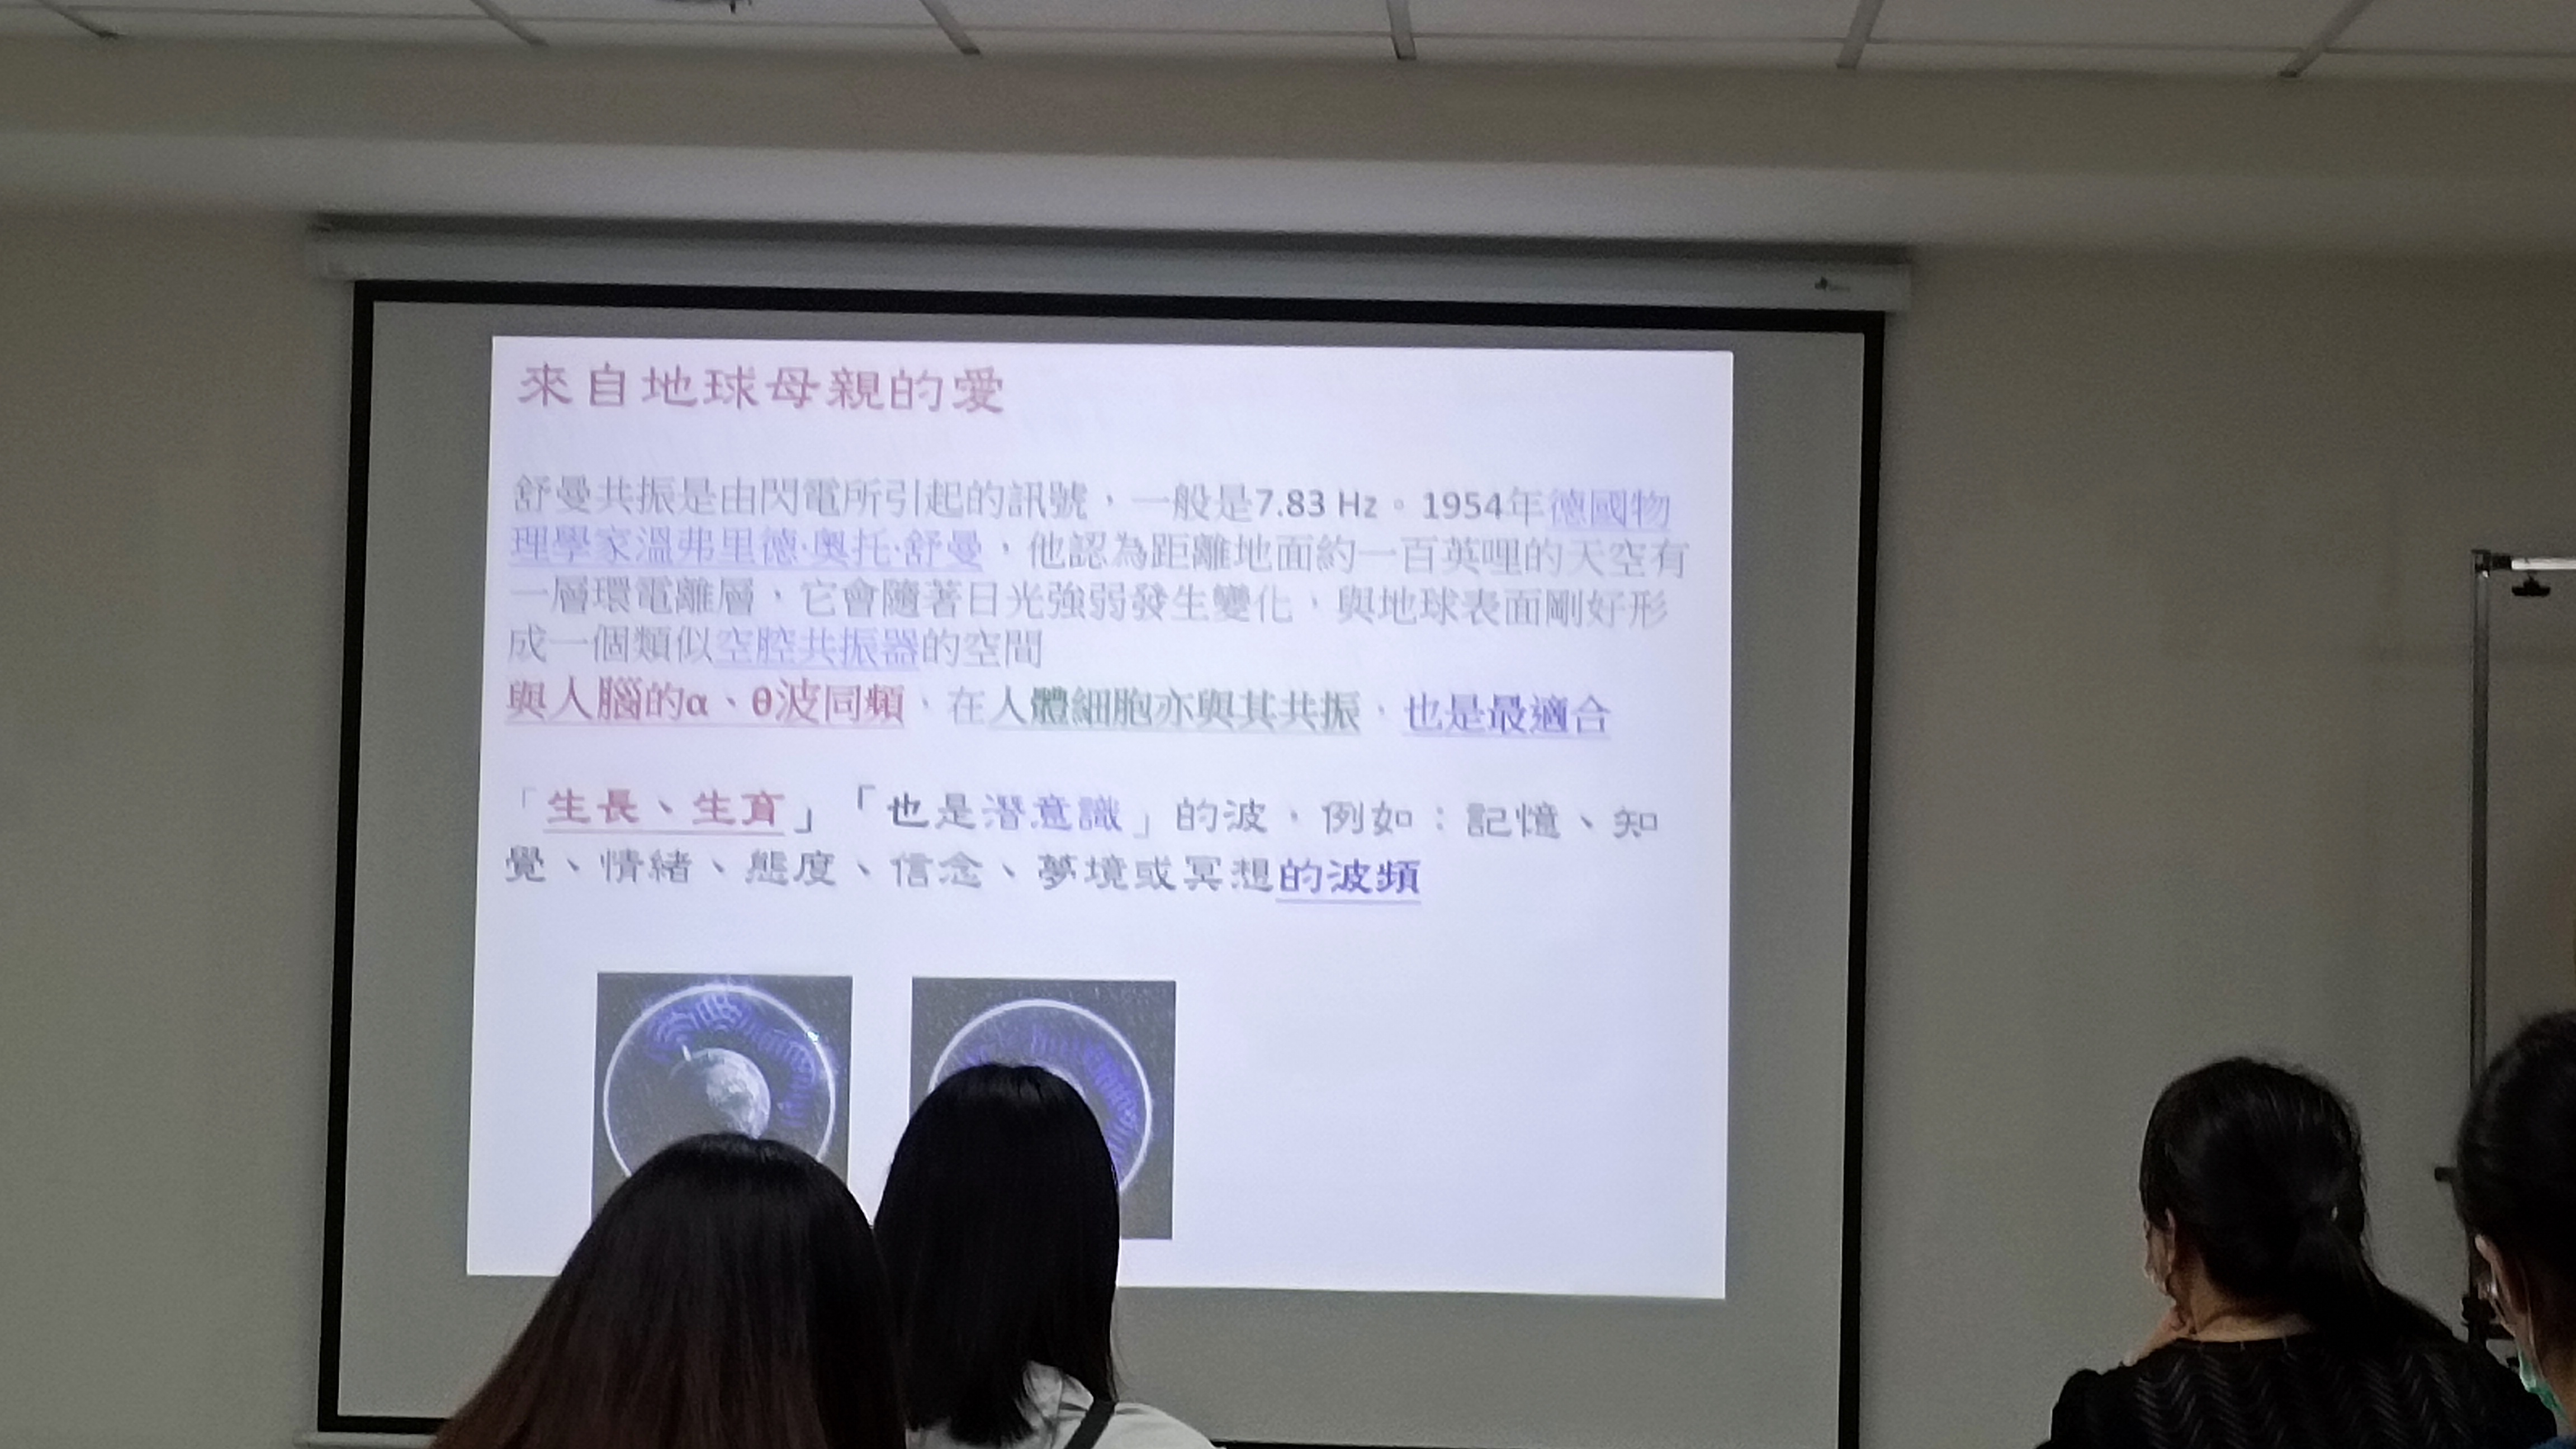 來自地球母親的愛
舒曼共振是由閃電所引起的訊號，一般是7.83 Hz。1954年德國物
理學家溫弗里德·奧托·舒曼，他認為距離地面約一百英哩的天空有
一層環電離層，它會隨著日光強弱發生變化，與地球表面剛好形
成一個類似空腔共振器的空間
與人腦的α、θ波同頻，在人體細胞亦與其共振，也是最適合
「生長、生育」「也是潛意識」的波，例如：記憶、知
覺、情緒、態度、信念、夢境或冥想的波頻